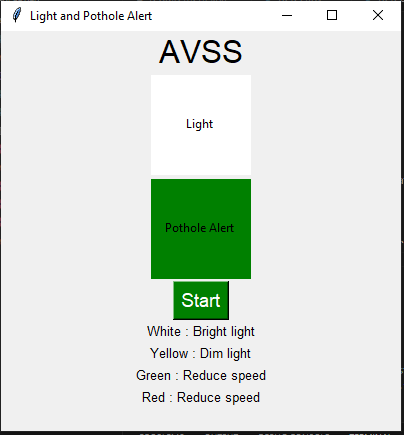 Light and Pothole Alert
AVSS
Light
Pothole Alert
Start
White : Bright light
Yellow : Dim light
Green : Reduce speed
Red : Reduce speed